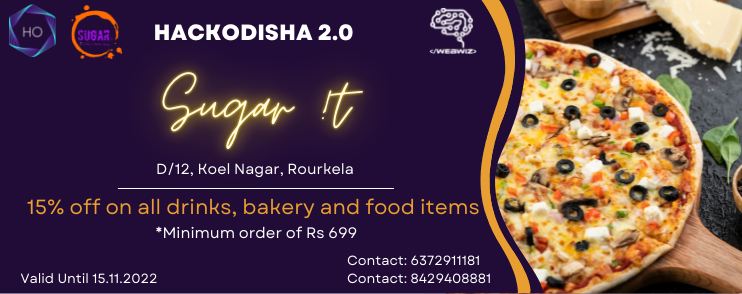 HO
SUGAR
HACKODISHA 2.0
</WEBWIZ>
Sugar !t
D/12, Koel Nagar, Rourkela
15% off on all drinks, bakery and food items
*Minimum order of Rs 699
Contact: 6372911181
Valid Until 15.11.2022
Contact: 8429408881